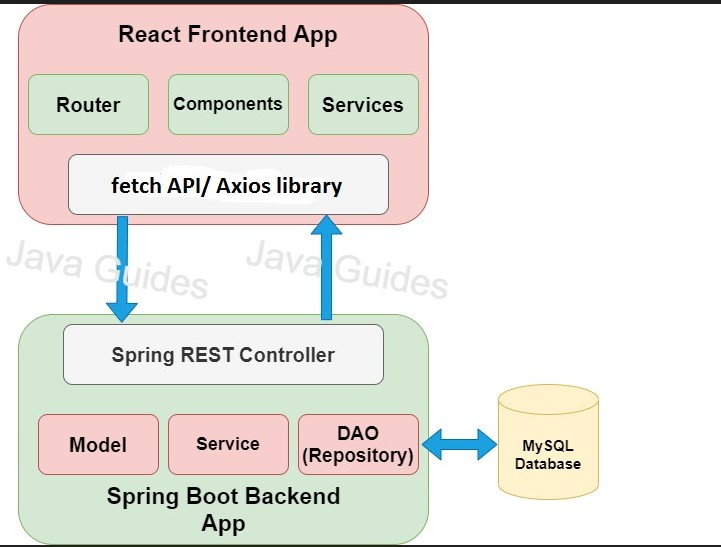 React Frontend App
Router
Components
Services
fetch API/ Axios library
Java Guides
Java Guides
Spring REST Controller
Model
Service
DAO
(Repository)
MySQL
Database
Spring Boot Backend
App